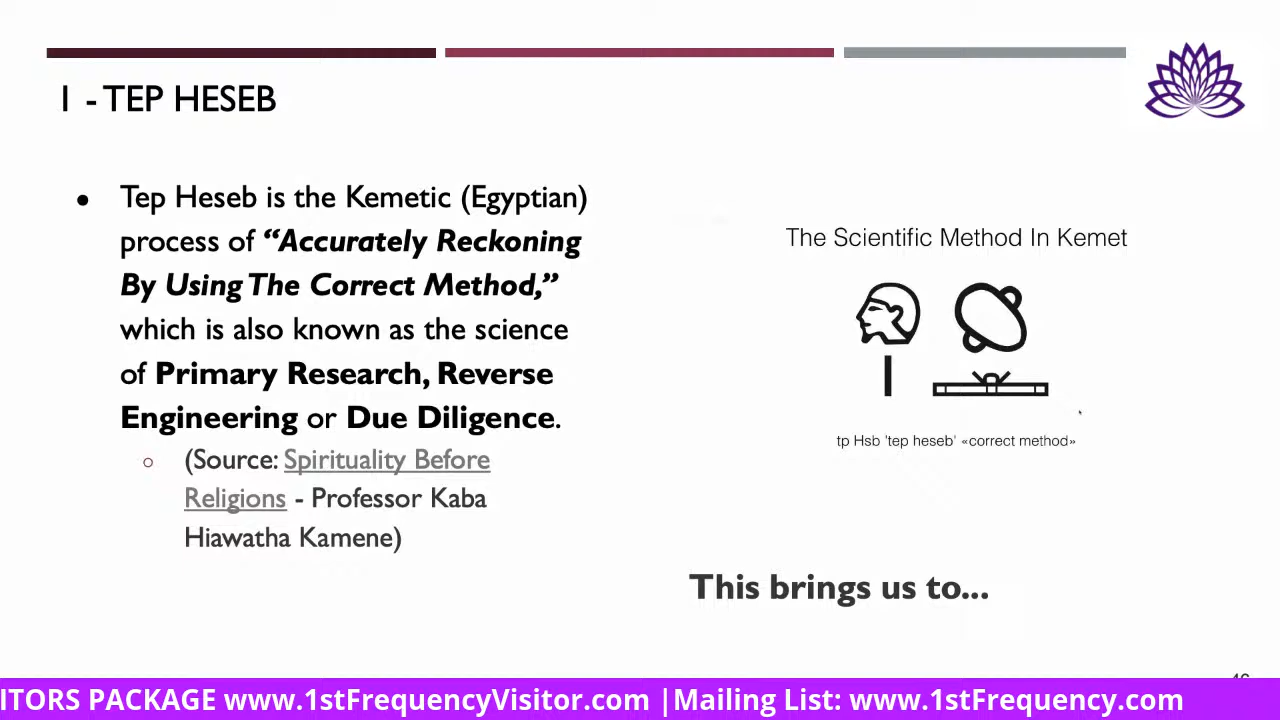 1 - TEP HESEB
● Tep Heseb is the Kemetic (Egyptian)
process of “Accurately Reckoning
By Using The Correct Method,”
which is also known as the science
of Primary Research, Reverse
Engineering or Due Diligence.
○ (Source: Spirituality Before
Religions - Professor Kaba
Hiawatha Kamene)
The Scientific Method In Kemet
tp Hsb 'tep heseb' «correct method»
This brings us to...
ITORS PACKAGE www.1stFrequencyVisitor.com | Mailing List: www.1stFrequency.com